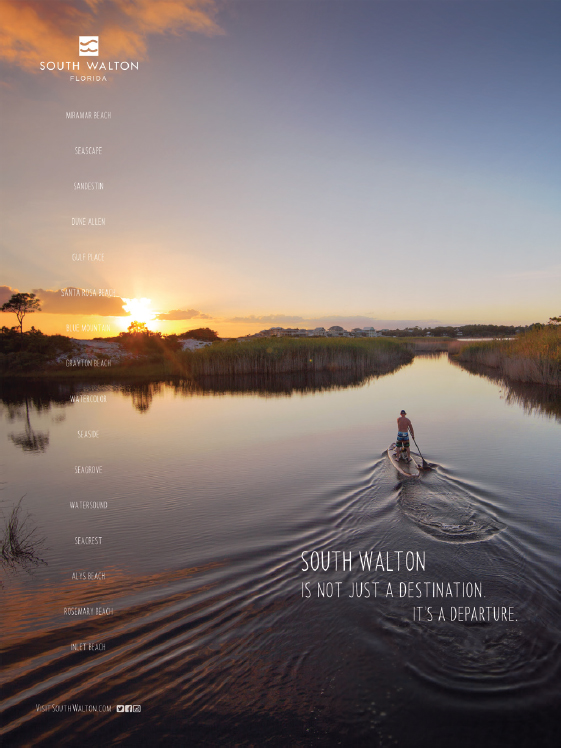 SOUTH WALTON
FLORIDA
MIRAMAR BEACH
SEASCAPE
SANDESTIN
DUNE ALLEN
GULF PLACE
SANTA ROSA BEACH
BLUE MOUNTAIN
GRAYTON BEACH
WATERCOLOR
SEASIDE
SEAGROVE
WATERSOUND
SEACREST
ALYS BEACH
ROSEMARY BEACH
INLET BEACH
SOUTH WALTON
IS NOT JUST A DESTINATION.
IT'S A DEPARTURE.
VISITSOUTHWALTON.COM